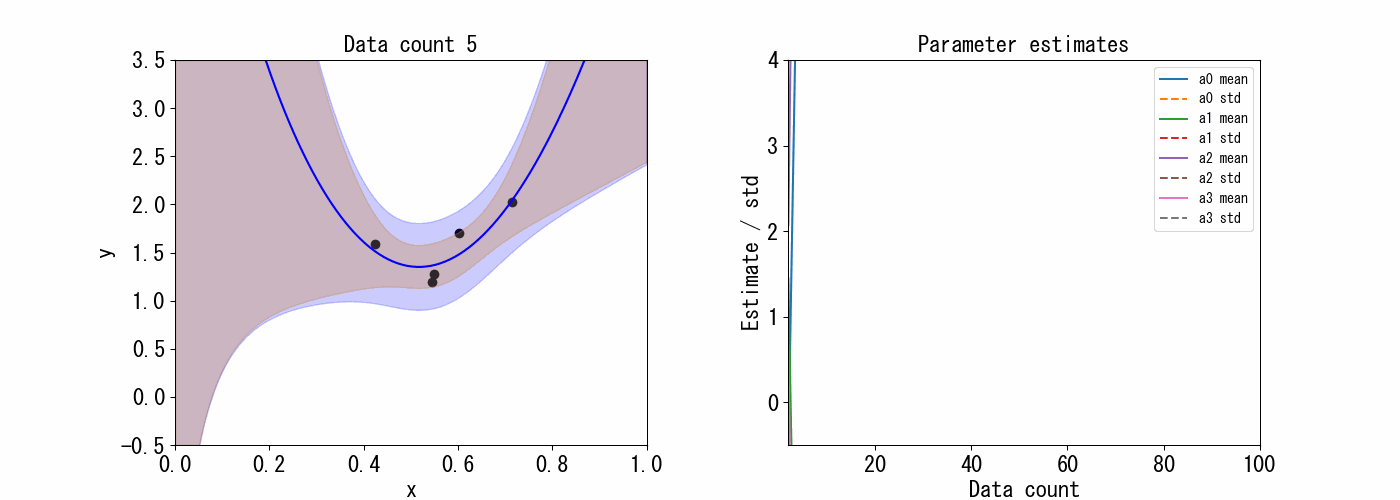 Data count 5
3.5
3.0
2.5
2.0
1.5
1.0
0.5
0.0
-0.5
y
0.0 0.2 0.4 0.6 0.8 1.0
x
Parameter estimates
4
3
2
1
0
Estimate / std
20 40 60 80 100
Data count
a0 mean
a0 std
a1 mean
a1 std
a2 mean
a2 std
a3 mean
a3 std